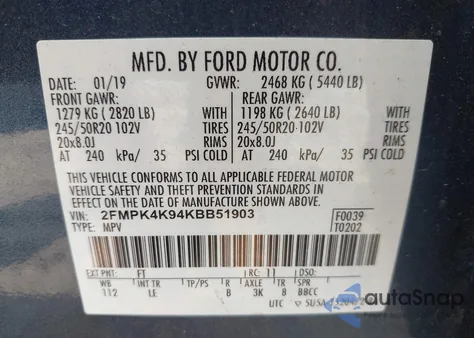 MFD. BY FORD MOTOR CO.
DATE: 01/19 GVWR: 2468 KG ( 5440 LB)
FRONT GAWR: REAR GAWR:
1279 KG ( 2820 LB) WITH 1198 KG ( 2640 LB) WITH
245/50R20 102V TIRES 245/50R20 102V TIRES
20x8.0J RIMS 20x8.0J RIMS
AT 240 kPa/ 35 PSI COLD AT 240 kPa/ 35 PSI COLD
THIS VEHICLE CONFORMS TO ALL APPLICABLE FEDERAL MOTOR
VEHICLE SAFETY AND THEFT PREVENTION STANDARDS IN
EFFECT ON THE DATE OF MANUFACTURE SHOWN ABOVE.
VIN: 2FMPK4K94KBB51903 F0039
TYPE: MPV T0202
EXT PNT: FT RC: 11 DSO:
WB INT TR TP/PS R AXLE TR SPR
112 LE B 3K 8 BBCC
UTC
autoSnap